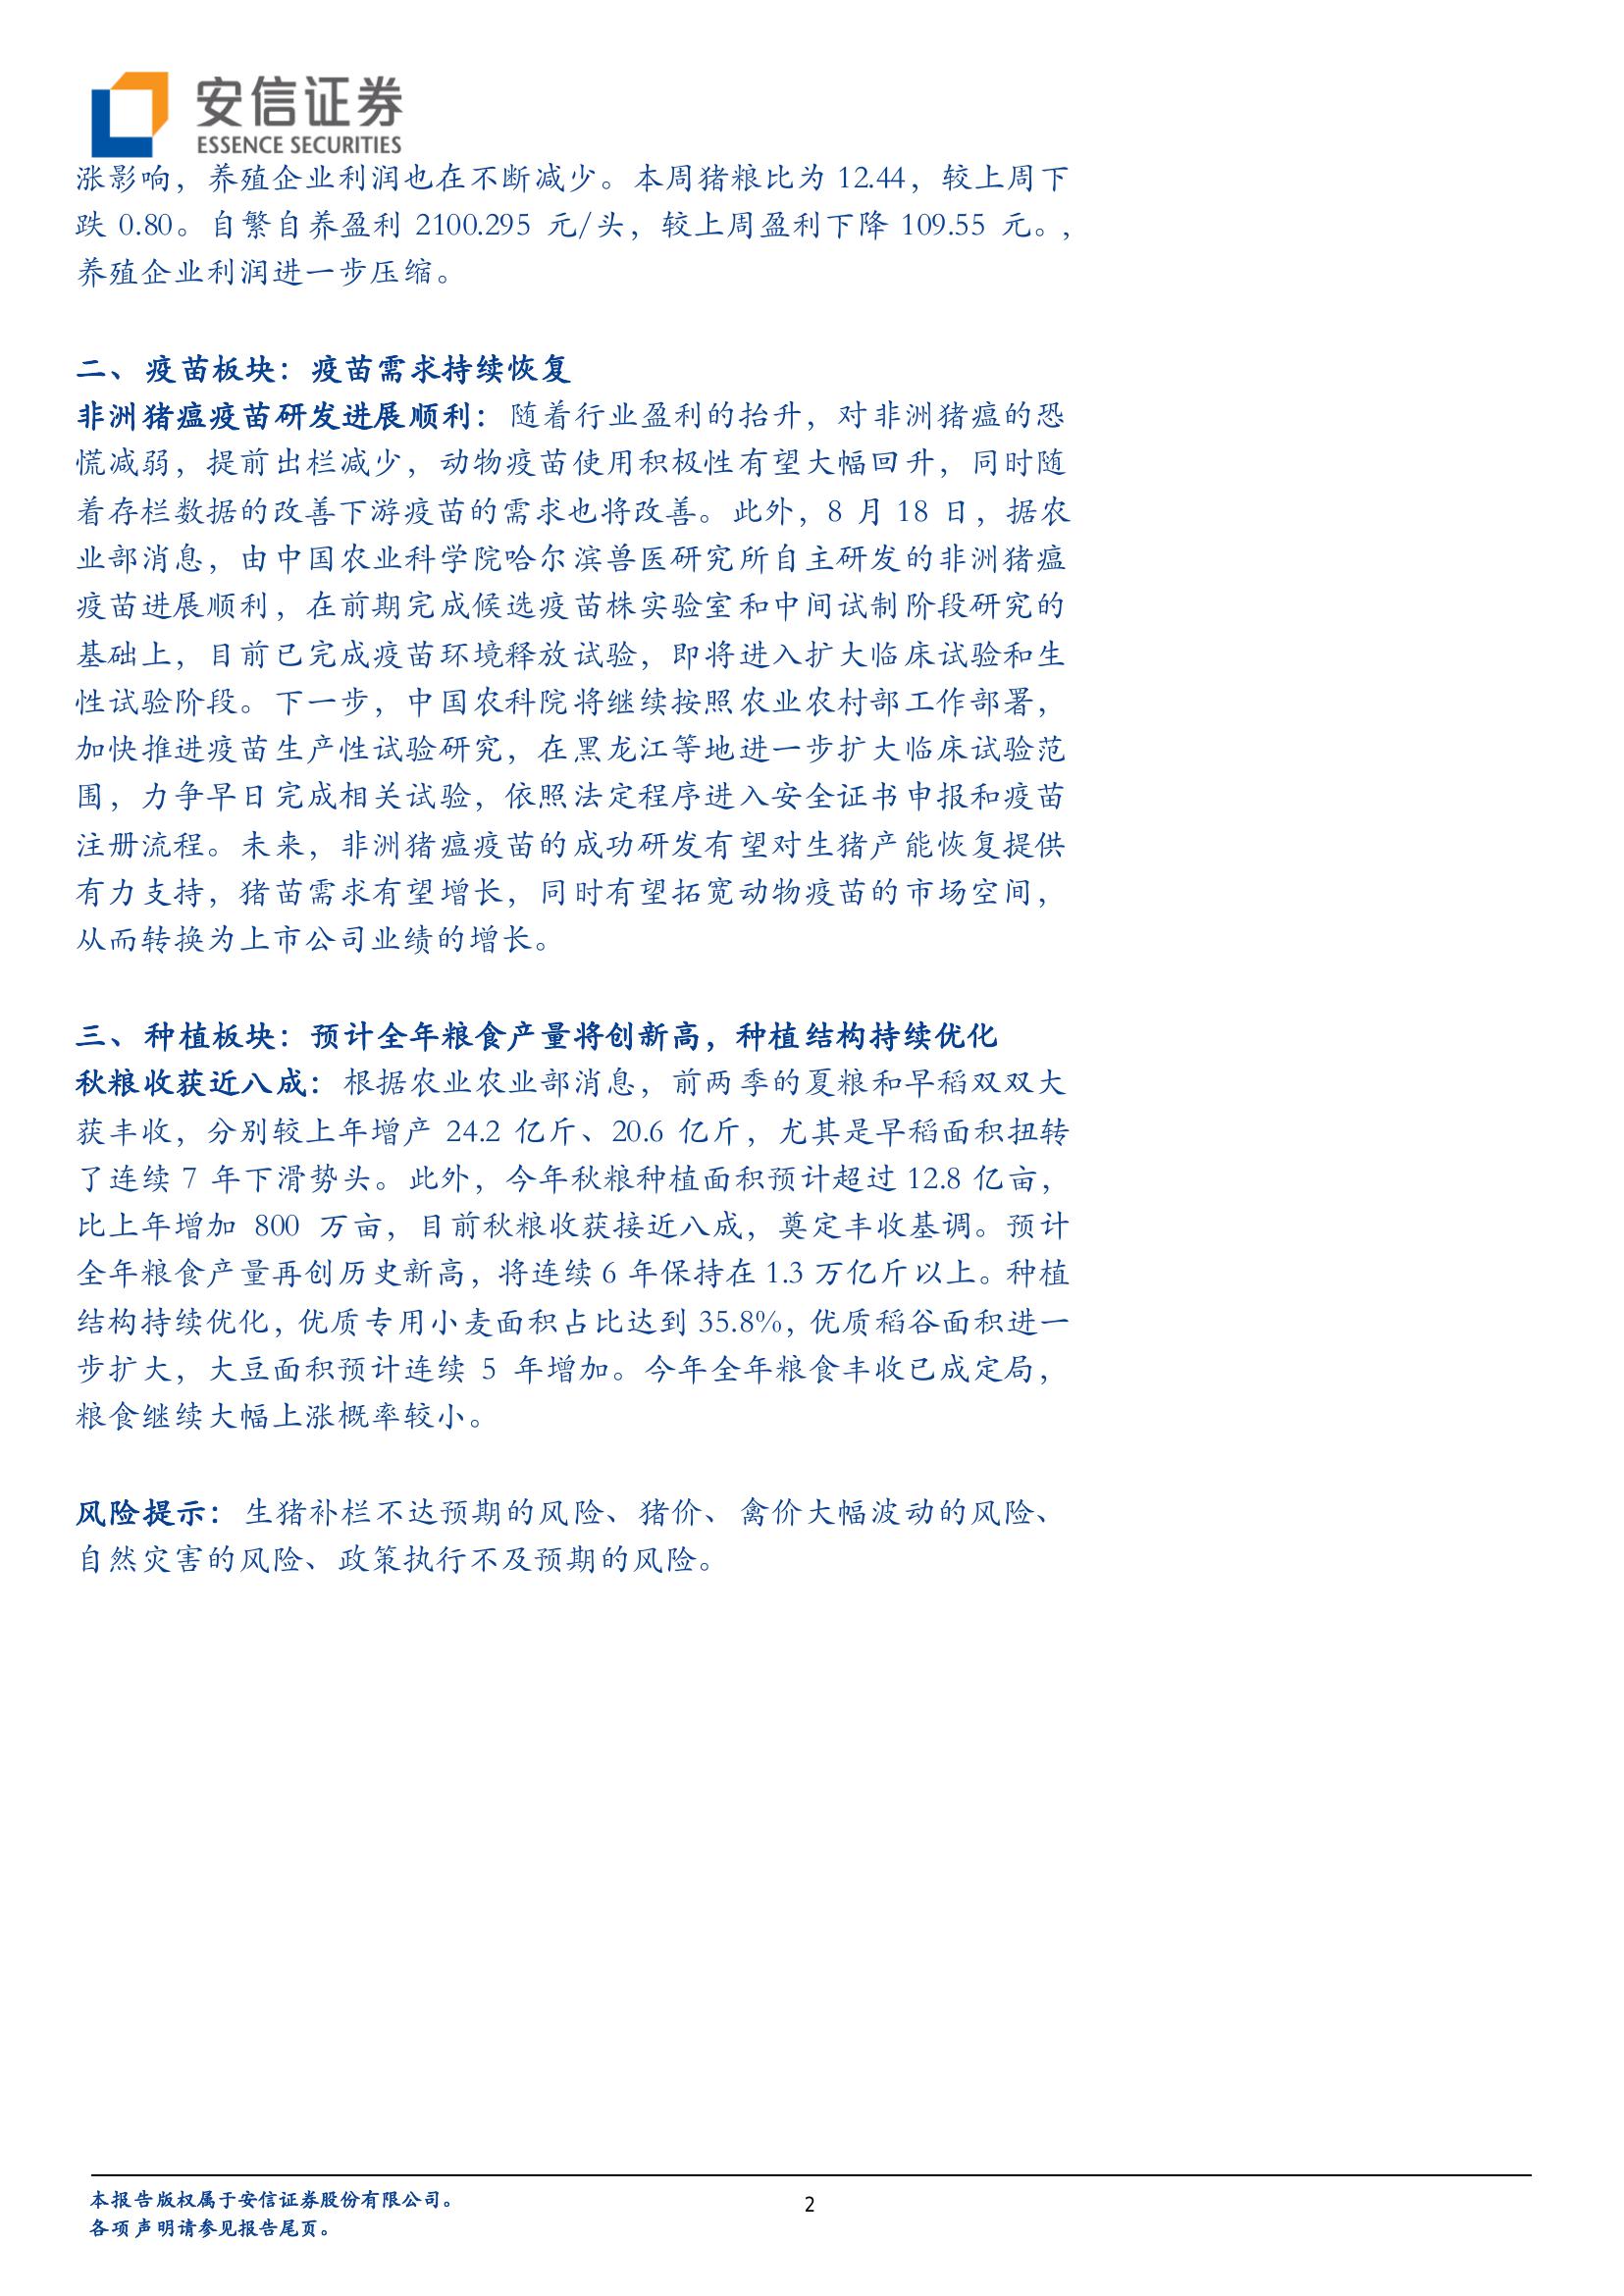 安信证券
ESSENCE SECURITIES
涨影响，养殖企业利润也在不断减少。本周猪粮比为 12.44，较上周下
跌 0.80。自繁自养盈利 2100.295 元/头，较上周盈利下降 109.55 元。，
养殖企业利润进一步压缩。
二、疫苗板块：疫苗需求持续恢复
非洲猪瘟疫苗研发进展顺利：随着行业盈利的抬升，对非洲猪瘟的恐
慌减弱，提前出栏减少，动物疫苗使用积极性有望大幅回升，同时随
着存栏数据的改善下游疫苗的需求也将改善。此外，8 月 18 日，据农
业部消息，由中国农业科学院哈尔滨兽医研究所自主研发的非洲猪瘟
疫苗进展顺利，在前期完成候选疫苗株实验室和中间试制阶段研究的
基础上，目前已完成疫苗环境释放试验，即将进入扩大临床试验和生
性试验阶段。下一步，中国农科院将继续按照农业农村部工作部署，
加快推进疫苗生产性试验研究，在黑龙江等地进一步扩大临床试验范
围，力争早日完成相关试验，依照法定程序进入安全证书申报和疫苗
注册流程。未来，非洲猪瘟疫苗的成功研发有望对生猪产能恢复提供
有力支持，猪苗需求有望增长，同时有望拓宽动物疫苗的市场空间，
从而转换为上市公司业绩的增长。
三、种植板块：预计全年粮食产量将创新高，种植结构持续优化
秋粮收获近八成：根据农业农业部消息，前两季的夏粮和早稻双双大
获丰收，分别较上年增产 24.2 亿斤、20.6 亿斤，尤其是早稻面积扭转
了连续 7 年下滑势头。此外，今年秋粮种植面积预计超过 12.8 亿亩，
比上年增加 800 万亩，目前秋粮收获接近八成，奠定丰收基调。预计
全年粮食产量再创历史新高，将连续 6 年保持在 1.3 万亿斤以上。种植
结构持续优化，优质专用小麦面积占比达到 35.8%，优质稻谷面积进一
步扩大，大豆面积预计连续 5 年增加。今年全年粮食丰收已成定局，
粮食继续大幅上涨概率较小。
风险提示：生猪补栏不达预期的风险、猪价、禽价大幅波动的风险、
自然灾害的风险、政策执行不及预期的风险。
本报告版权属于安信证券股份有限公司。
各项声明请参见报告尾页。
2